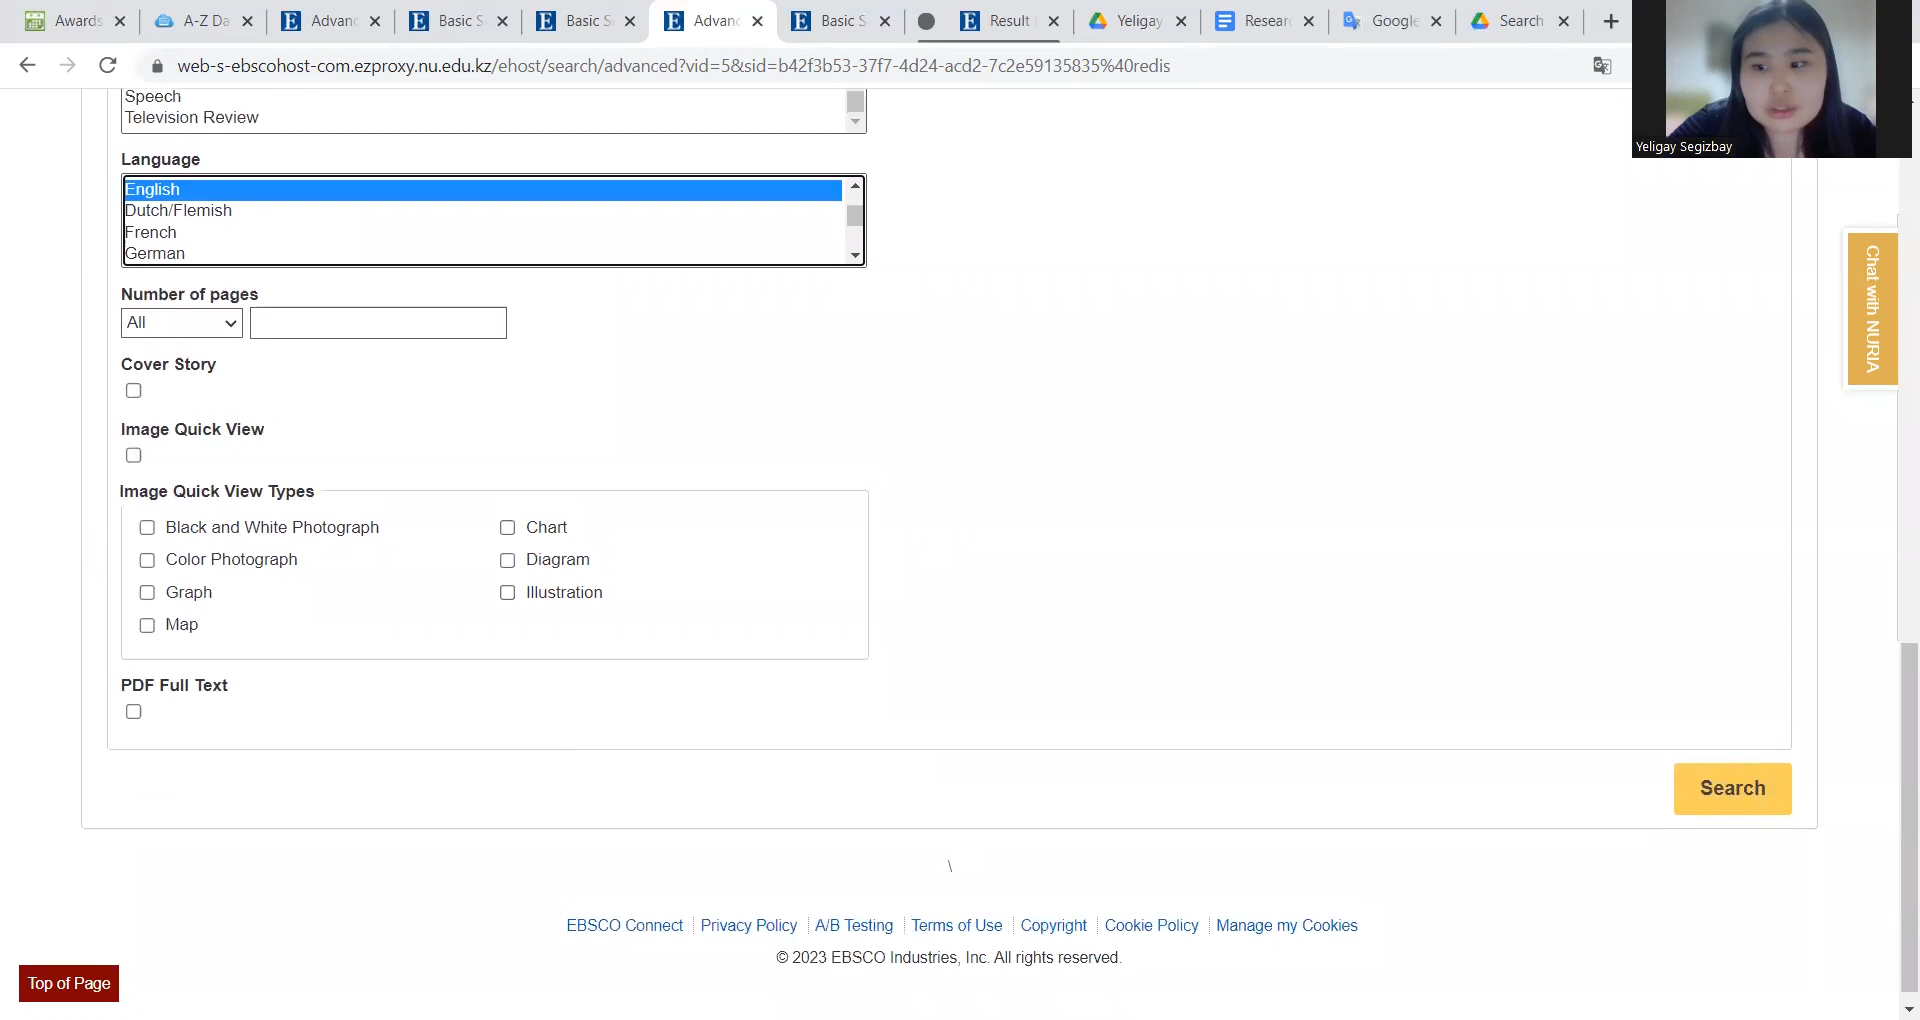 Awards
A-Z Da
Advanc
Basic S
Basic S
Advanc
Basic S
Result
Yeligay
Resear
Google
Search
web-s-ebscohost-com.ezproxy.nu.edu.kz/ehost/search/advanced?vid=5&sid=b42f3b53-37f7-4d24-acd2-7c2e59135835%40redis
Yeligay Segizbay
Speech
Television Review
Language
English
Dutch/Flemish
French
German
Number of pages
All
Cover Story
Image Quick View
Image Quick View Types
Black and White Photograph
Chart
Color Photograph
Diagram
Graph
Illustration
Map
PDF Full Text
Chat with NURIA
Search
\
EBSCO Connect
Privacy Policy
A/B Testing
Terms of Use
Copyright
Cookie Policy
Manage my Cookies
© 2023 EBSCO Industries, Inc. All rights reserved.
Top of Page